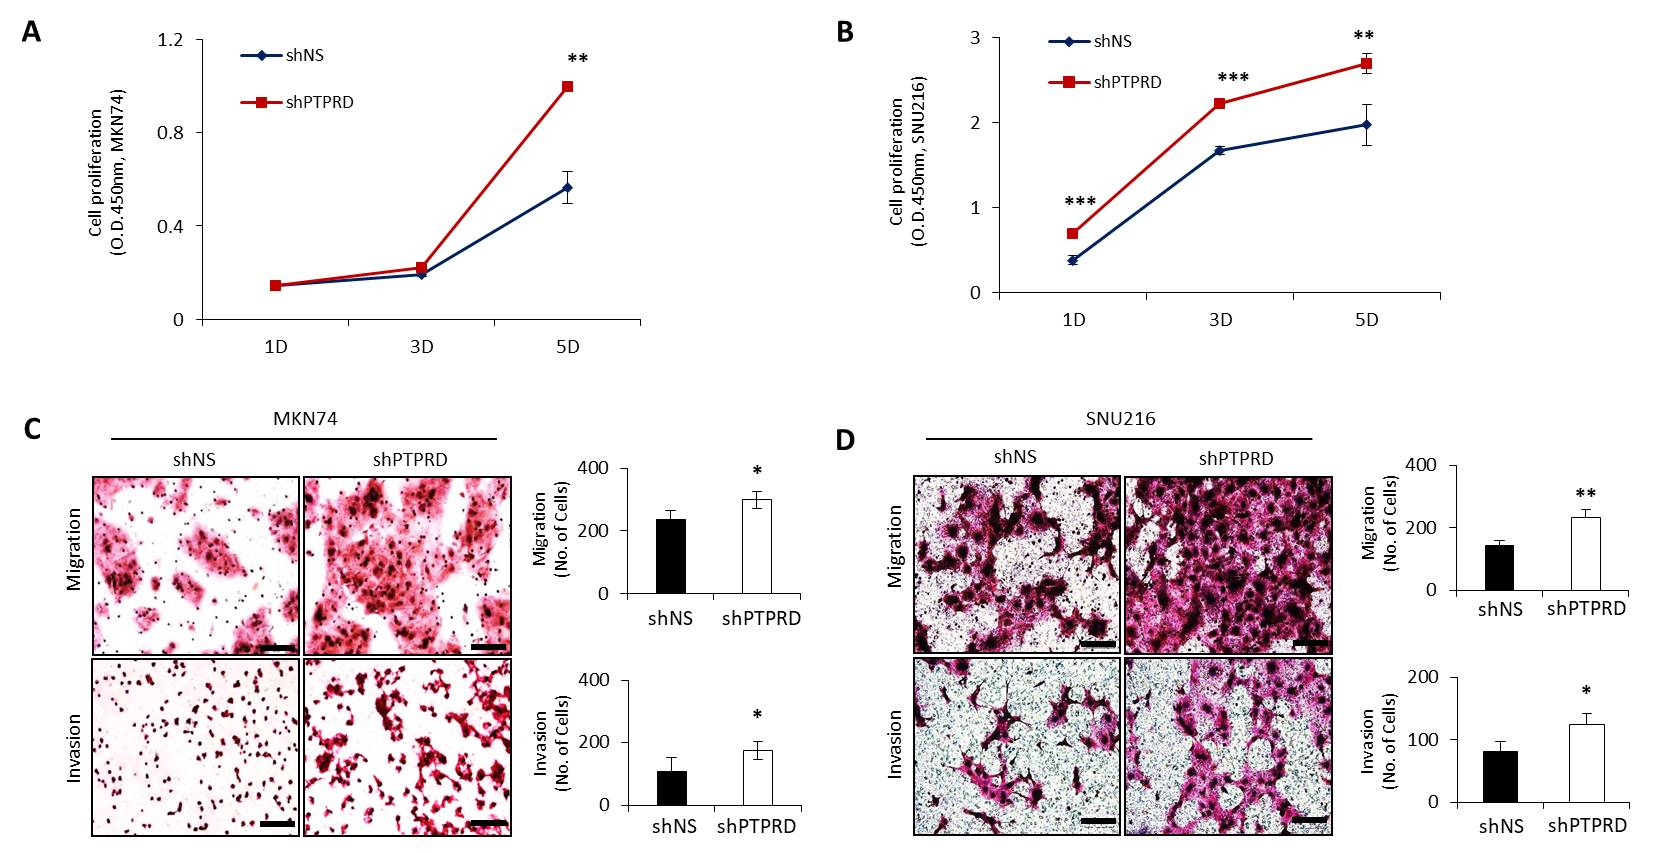 A
1.2
0.8
0.4
0
Cell proliferation
(O.D.450nm, MKN74)
shNS
shPTPRD
**
1D
3D
5D
B
3
2
1
0
Cell proliferation
(O.D.450nm, SNU216)
shNS
shPTPRD
***
***
**
1D
3D
5D
C
MKN74
shNS
shPTPRD
Migration
Invasion
400
200
0
Migration
(No. of Cells)
*
shNS
shPTPRD
400
200
0
Invasion
(No. of Cells)
*
shNS
shPTPRD
D
SNU216
shNS
shPTPRD
Migration
Invasion
400
200
0
Migration
(No. of Cells)
**
shNS
shPTPRD
200
100
0
Invasion
(No. of Cells)
*
shNS
shPTPRD